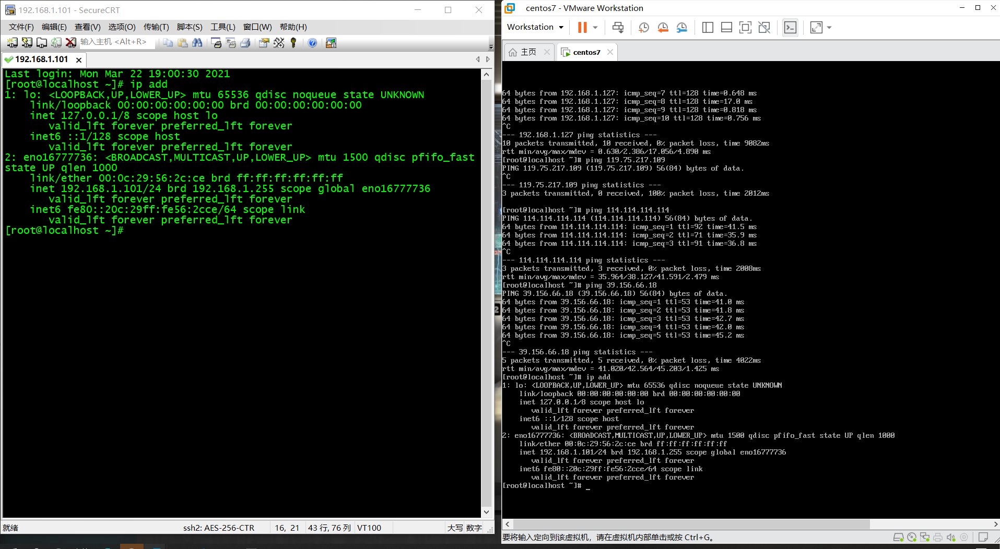 192.168.1.101 - SecureCRT
文件(F) 编辑(E) 查看(V) 选项(O) 传输(T) 脚本(S) 工具(L) 窗口(W) 帮助(H)
输入主机 <Alt+R>
192.168.1.101
Last login: Mon Mar 22 19:00:30 2021
[root@localhost ~]# ip add
1: lo: <LOOPBACK,UP,LOWER_UP> mtu 65536 qdisc noqueue state UNKNOWN
link/loopback 00:00:00:00:00:00 brd 00:00:00:00:00:00
inet 127.0.0.1/8 scope host lo
valid_lft forever preferred_lft forever
inet6 ::1/128 scope host
valid_lft forever preferred_lft forever
2: eno16777736: <BROADCAST,MULTICAST,UP,LOWER_UP> mtu 1500 qdisc pfifo_fast
state UP qlen 1000
link/ether 00:0c:29:56:2c:ce brd ff:ff:ff:ff:ff:ff
inet 192.168.1.101/24 brd 192.168.1.255 scope global eno16777736
valid_lft forever preferred_lft forever
inet6 fe80::20c:29ff:fe56:2cce/64 scope link
valid_lft forever preferred_lft forever
[root@localhost ~]#
就绪 ssh2: AES-256-CTR 16, 21 43 行, 76 列 VT100 大写 数字
centos7 - VMware Workstation
Workstation
主页 centos7
64 bytes from 192.168.1.127: icmp_seq=7 ttl=128 time=0.648 ms
64 bytes from 192.168.1.127: icmp_seq=8 ttl=128 time=17.0 ms
64 bytes from 192.168.1.127: icmp_seq=9 ttl=128 time=0.818 ms
64 bytes from 192.168.1.127: icmp_seq=10 ttl=128 time=0.756 ms
^C
--- 192.168.1.127 ping statistics ---
10 packets transmitted, 10 received, 0% packet loss, time 9082ms
rtt min/avg/max/mdev = 0.630/2.386/17.056/4.890 ms
[root@localhost ~]# ping 119.75.217.109
PING 119.75.217.109 (119.75.217.109) 56(84) bytes of data.
^C
--- 119.75.217.109 ping statistics ---
3 packets transmitted, 0 received, 100% packet loss, time 2012ms
[root@localhost ~]# ping 114.114.114.114
PING 114.114.114.114 (114.114.114.114) 56(84) bytes of data.
64 bytes from 114.114.114.114: icmp_seq=1 ttl=92 time=41.5 ms
64 bytes from 114.114.114.114: icmp_seq=2 ttl=71 time=35.9 ms
64 bytes from 114.114.114.114: icmp_seq=3 ttl=91 time=36.8 ms
^C
--- 114.114.114.114 ping statistics ---
3 packets transmitted, 3 received, 0% packet loss, time 2008ms
rtt min/avg/max/mdev = 35.964/38.127/41.591/2.479 ms
[root@localhost ~]# ping 39.156.66.18
PING 39.156.66.18 (39.156.66.18) 56(84) bytes of data.
64 bytes from 39.156.66.18: icmp_seq=1 ttl=53 time=41.0 ms
64 bytes from 39.156.66.18: icmp_seq=2 ttl=53 time=41.8 ms
64 bytes from 39.156.66.18: icmp_seq=3 ttl=53 time=42.7 ms
64 bytes from 39.156.66.18: icmp_seq=4 ttl=53 time=42.0 ms
64 bytes from 39.156.66.18: icmp_seq=5 ttl=53 time=45.2 ms
^C
--- 39.156.66.18 ping statistics ---
5 packets transmitted, 5 received, 0% packet loss, time 4022ms
rtt min/avg/max/mdev = 41.020/42.564/45.203/1.425 ms
[root@localhost ~]# ip add
1: lo: <LOOPBACK,UP,LOWER_UP> mtu 65536 qdisc noqueue state UNKNOWN
link/loopback 00:00:00:00:00:00 brd 00:00:00:00:00:00
inet 127.0.0.1/8 scope host lo
valid_lft forever preferred_lft forever
inet6 ::1/128 scope host
valid_lft forever preferred_lft forever
2: eno16777736: <BROADCAST,MULTICAST,UP,LOWER_UP> mtu 1500 qdisc pfifo_fast state UP qlen 1000
link/ether 00:0c:29:56:2c:ce brd ff:ff:ff:ff:ff:ff
inet 192.168.1.101/24 brd 192.168.1.255 scope global eno16777736
valid_lft forever preferred_lft forever
inet6 fe80::20c:29ff:fe56:2cce/64 scope link
valid_lft forever preferred_lft forever
[root@localhost ~]# _
要将输入定向到该虚拟机，请在虚拟机内部单击或按 Ctrl+G。